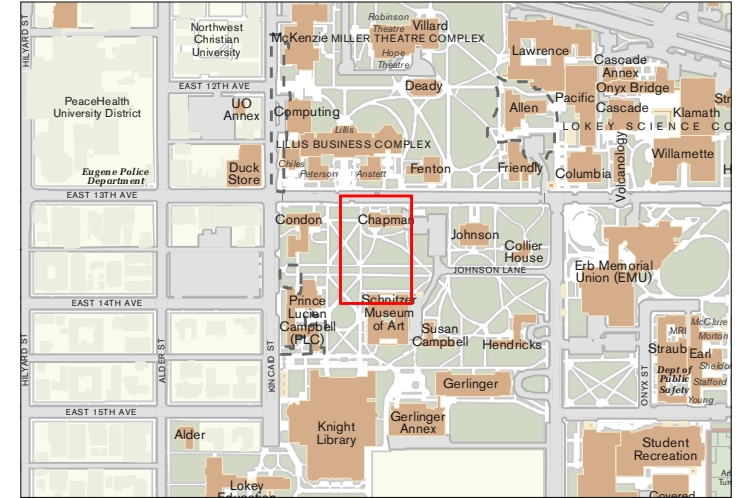 HILYARD ST
Northwest
Christian
University
McKenzie
MILLER THEATRE COMPLEX
Robinson
Theatre
Villard
Hope
Theatre
Lawrence
Cascade
Annex
Onyx Bridge
Pacific
Cascade
EAST 12TH AVE
Deady
PeaceHealth
University District
UO
Annex
Computing
Allen
Klamath
LOKEY SCIENCE CO
Lillis
LILLIS BUSINESS COMPLEX
Willamette
Chiles
Peterson
Anstett
Fenton
Friendly
Columbia
Volcanology
Duck
Store
Eugene Police
Department
EAST 13TH AVE
Condon
Chapman
Johnson
Collier
House
JOHNSON LANE
Erb Memorial
Union (EMU)
EAST 14TH AVE
Prince
Lucien
Campbell
(PLC)
Schnitzer
Museum
of Art
Susan
Campbell
Hendricks
McClure
MRI
Morton
Straub
Earl
Sheldo
Dept of
Public
Safety
Stafford
Young
HILYARD ST
ALDER ST
KINCAID ST
ONYX ST
Gerlinger
EAST 15TH AVE
Gerlinger
Annex
Alder
Knight
Library
Student
Recreation
Lokey
Education
Covered